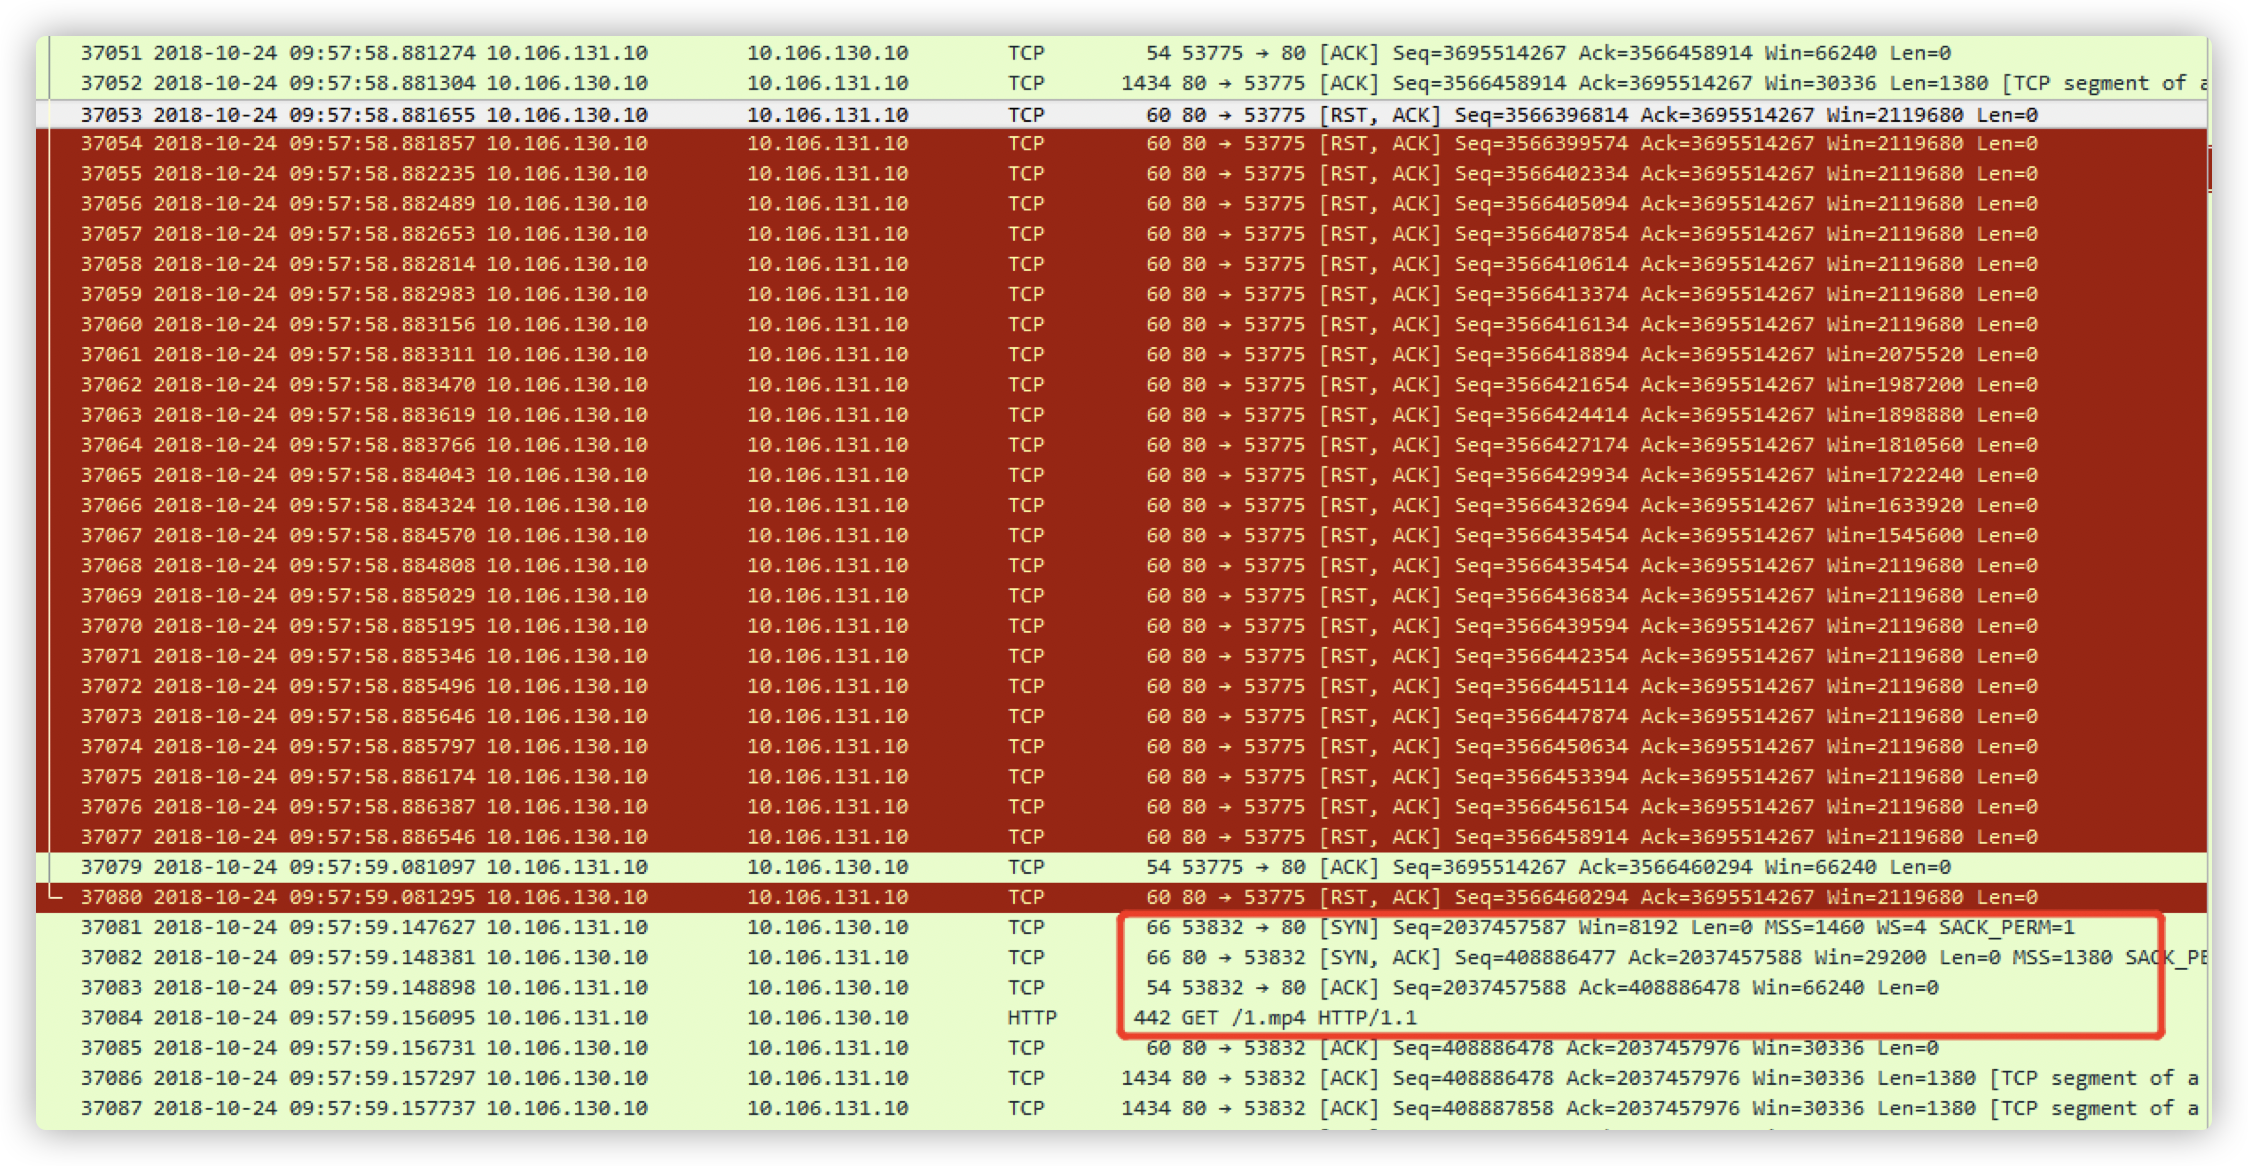 37051 2018-10-24 09:57:58.881274 10.106.131.10 10.106.130.10 TCP 54 53775 → 80 [ACK] Seq=3695514267 Ack=3566458914 Win=66240 Len=0
37052 2018-10-24 09:57:58.881304 10.106.130.10 10.106.131.10 TCP 1434 80 → 53775 [ACK] Seq=3566458914 Ack=3695514267 Win=30336 Len=1380 [TCP segment of a
37053 2018-10-24 09:57:58.881655 10.106.130.10 10.106.131.10 TCP 60 80 → 53775 [RST, ACK] Seq=3566396814 Ack=3695514267 Win=2119680 Len=0
37054 2018-10-24 09:57:58.881857 10.106.130.10 10.106.131.10 TCP 60 80 → 53775 [RST, ACK] Seq=3566399574 Ack=3695514267 Win=2119680 Len=0
37055 2018-10-24 09:57:58.882235 10.106.130.10 10.106.131.10 TCP 60 80 → 53775 [RST, ACK] Seq=3566402334 Ack=3695514267 Win=2119680 Len=0
37056 2018-10-24 09:57:58.882489 10.106.130.10 10.106.131.10 TCP 60 80 → 53775 [RST, ACK] Seq=3566405094 Ack=3695514267 Win=2119680 Len=0
37057 2018-10-24 09:57:58.882653 10.106.130.10 10.106.131.10 TCP 60 80 → 53775 [RST, ACK] Seq=3566407854 Ack=3695514267 Win=2119680 Len=0
37058 2018-10-24 09:57:58.882814 10.106.130.10 10.106.131.10 TCP 60 80 → 53775 [RST, ACK] Seq=3566410614 Ack=3695514267 Win=2119680 Len=0
37059 2018-10-24 09:57:58.882983 10.106.130.10 10.106.131.10 TCP 60 80 → 53775 [RST, ACK] Seq=3566413374 Ack=3695514267 Win=2119680 Len=0
37060 2018-10-24 09:57:58.883156 10.106.130.10 10.106.131.10 TCP 60 80 → 53775 [RST, ACK] Seq=3566416134 Ack=3695514267 Win=2119680 Len=0
37061 2018-10-24 09:57:58.883311 10.106.130.10 10.106.131.10 TCP 60 80 → 53775 [RST, ACK] Seq=3566418894 Ack=3695514267 Win=2075520 Len=0
37062 2018-10-24 09:57:58.883470 10.106.130.10 10.106.131.10 TCP 60 80 → 53775 [RST, ACK] Seq=3566421654 Ack=3695514267 Win=1987200 Len=0
37063 2018-10-24 09:57:58.883619 10.106.130.10 10.106.131.10 TCP 60 80 → 53775 [RST, ACK] Seq=3566424414 Ack=3695514267 Win=1898880 Len=0
37064 2018-10-24 09:57:58.883766 10.106.130.10 10.106.131.10 TCP 60 80 → 53775 [RST, ACK] Seq=3566427174 Ack=3695514267 Win=1810560 Len=0
37065 2018-10-24 09:57:58.884043 10.106.130.10 10.106.131.10 TCP 60 80 → 53775 [RST, ACK] Seq=3566429934 Ack=3695514267 Win=1722240 Len=0
37066 2018-10-24 09:57:58.884324 10.106.130.10 10.106.131.10 TCP 60 80 → 53775 [RST, ACK] Seq=3566432694 Ack=3695514267 Win=1633920 Len=0
37067 2018-10-24 09:57:58.884570 10.106.130.10 10.106.131.10 TCP 60 80 → 53775 [RST, ACK] Seq=3566435454 Ack=3695514267 Win=1545600 Len=0
37068 2018-10-24 09:57:58.884808 10.106.130.10 10.106.131.10 TCP 60 80 → 53775 [RST, ACK] Seq=3566435454 Ack=3695514267 Win=2119680 Len=0
37069 2018-10-24 09:57:58.885029 10.106.130.10 10.106.131.10 TCP 60 80 → 53775 [RST, ACK] Seq=3566436834 Ack=3695514267 Win=2119680 Len=0
37070 2018-10-24 09:57:58.885195 10.106.130.10 10.106.131.10 TCP 60 80 → 53775 [RST, ACK] Seq=3566439594 Ack=3695514267 Win=2119680 Len=0
37071 2018-10-24 09:57:58.885346 10.106.130.10 10.106.131.10 TCP 60 80 → 53775 [RST, ACK] Seq=3566442354 Ack=3695514267 Win=2119680 Len=0
37072 2018-10-24 09:57:58.885496 10.106.130.10 10.106.131.10 TCP 60 80 → 53775 [RST, ACK] Seq=3566445114 Ack=3695514267 Win=2119680 Len=0
37073 2018-10-24 09:57:58.885646 10.106.130.10 10.106.131.10 TCP 60 80 → 53775 [RST, ACK] Seq=3566447874 Ack=3695514267 Win=2119680 Len=0
37074 2018-10-24 09:57:58.885797 10.106.130.10 10.106.131.10 TCP 60 80 → 53775 [RST, ACK] Seq=3566450634 Ack=3695514267 Win=2119680 Len=0
37075 2018-10-24 09:57:58.886174 10.106.130.10 10.106.131.10 TCP 60 80 → 53775 [RST, ACK] Seq=3566453394 Ack=3695514267 Win=2119680 Len=0
37076 2018-10-24 09:57:58.886387 10.106.130.10 10.106.131.10 TCP 60 80 → 53775 [RST, ACK] Seq=3566456154 Ack=3695514267 Win=2119680 Len=0
37077 2018-10-24 09:57:58.886546 10.106.130.10 10.106.131.10 TCP 60 80 → 53775 [RST, ACK] Seq=3566458914 Ack=3695514267 Win=2119680 Len=0
37079 2018-10-24 09:57:59.081097 10.106.131.10 10.106.130.10 TCP 54 53775 → 80 [ACK] Seq=3695514267 Ack=3566460294 Win=66240 Len=0
37080 2018-10-24 09:57:59.081295 10.106.130.10 10.106.131.10 TCP 60 80 → 53775 [RST, ACK] Seq=3566460294 Ack=3695514267 Win=2119680 Len=0
37081 2018-10-24 09:57:59.147627 10.106.131.10 10.106.130.10 TCP 66 53832 → 80 [SYN] Seq=2037457587 Win=8192 Len=0 MSS=1460 WS=4 SACK_PERM=1
37082 2018-10-24 09:57:59.148381 10.106.130.10 10.106.131.10 TCP 66 80 → 53832 [SYN, ACK] Seq=408886477 Ack=2037457588 Win=29200 Len=0 MSS=1380 SACK_PE
37083 2018-10-24 09:57:59.148898 10.106.131.10 10.106.130.10 TCP 54 53832 → 80 [ACK] Seq=2037457588 Ack=408886478 Win=66240 Len=0
37084 2018-10-24 09:57:59.156095 10.106.131.10 10.106.130.10 HTTP 442 GET /1.mp4 HTTP/1.1
37085 2018-10-24 09:57:59.156731 10.106.130.10 10.106.131.10 TCP 60 80 → 53832 [ACK] Seq=408886478 Ack=2037457976 Win=30336 Len=0
37086 2018-10-24 09:57:59.157297 10.106.130.10 10.106.131.10 TCP 1434 80 → 53832 [ACK] Seq=408886478 Ack=2037457976 Win=30336 Len=1380 [TCP segment of a
37087 2018-10-24 09:57:59.157737 10.106.130.10 10.106.131.10 TCP 1434 80 → 53832 [ACK] Seq=408887858 Ack=2037457976 Win=30336 Len=1380 [TCP segment of a